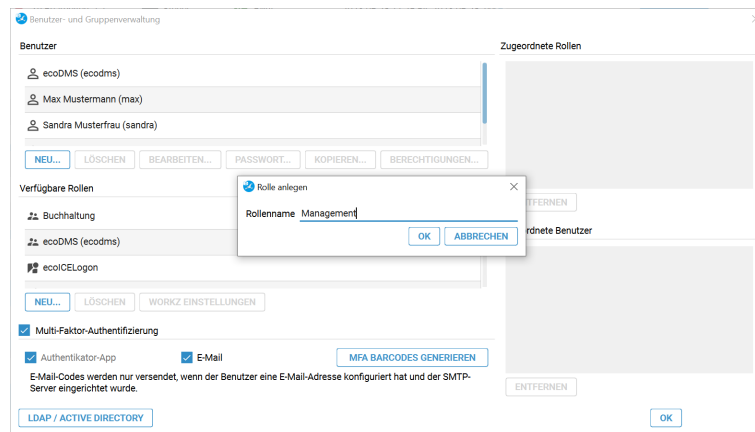 Benutzer- und Gruppenverwaltung
Benutzer
Zugeordnete Rollen
ecoDMS (ecodms)
Max Mustermann (max)
Sandra Musterfrau (sandra)
NEU... LÖSCHEN BEARBEITEN... PASSWORT... KOPIEREN... BERECHTIGUNGEN...
Verfügbare Rollen
Rolle anlegen
Rollenname Management
OK ABBRECHEN
Buchhaltung
ecoDMS (ecodms)
ecoICELogon
NEU... LÖSCHEN WORKZ EINSTELLUNGEN
Multi-Faktor-Authentifizierung
Authentikator-App E-Mail MFA BARCODES GENERIEREN
E-Mail-Codes werden nur versendet, wenn der Benutzer eine E-Mail-Adresse konfiguriert hat und der SMTP-
Server eingerichtet wurde.
ENTFERNEN
LDAP / ACTIVE DIRECTORY
OK